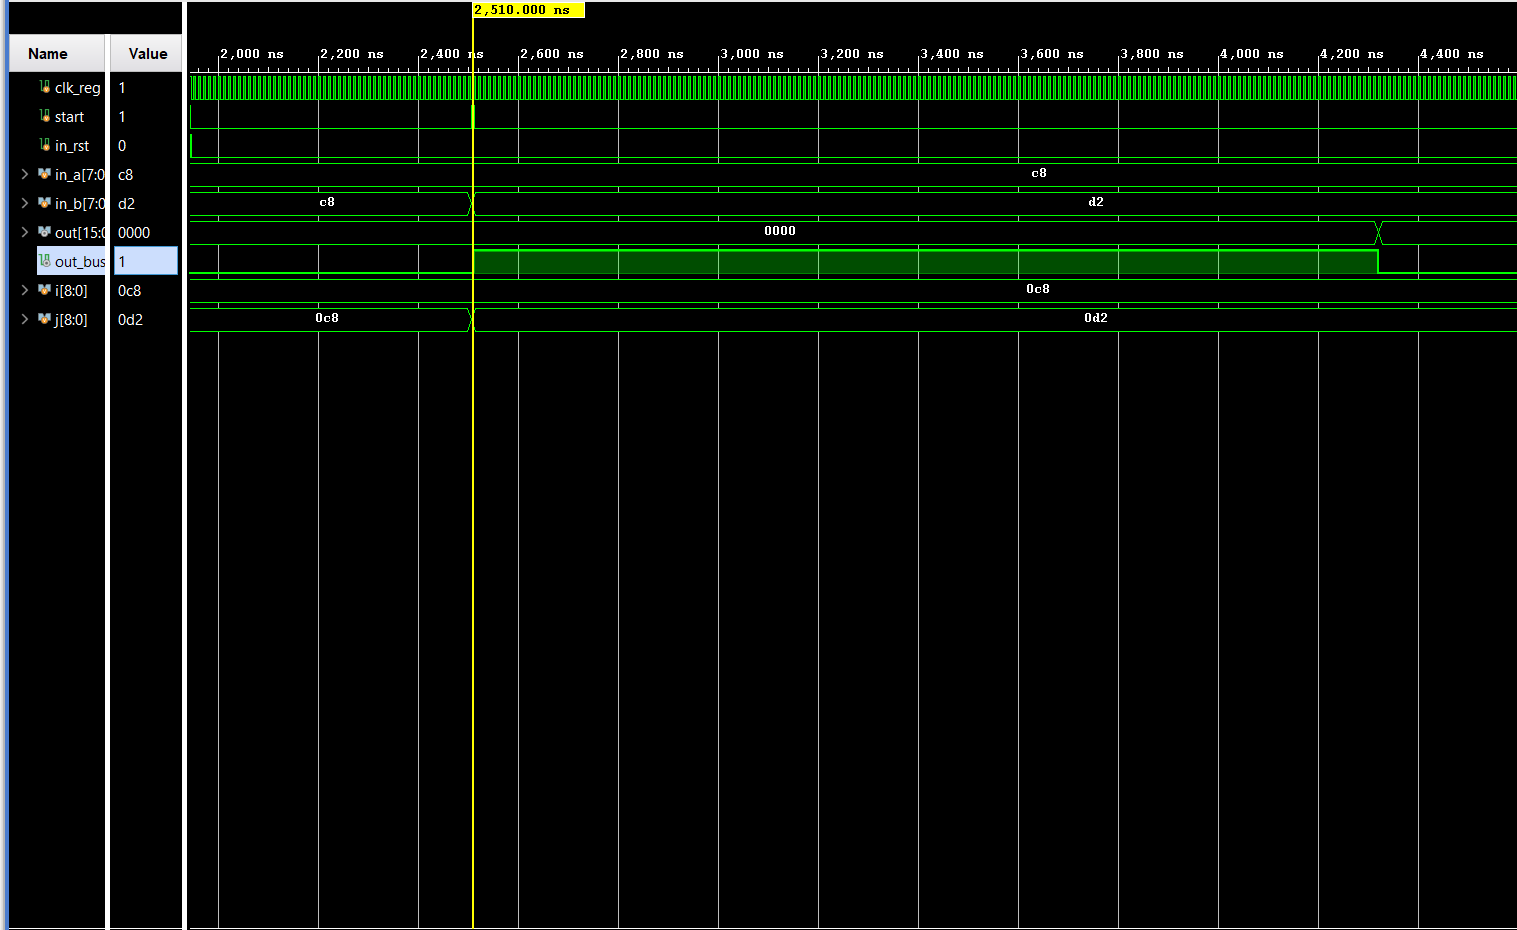 2,510.000 ns
Name Value 2,000 ns 2,200 ns 2,400 ns 2,600 ns 2,800 ns 3,000 ns 3,200 ns 3,400 ns 3,600 ns 3,800 ns 4,000 ns 4,200 ns 4,400 ns
clk_reg 1
start 1
in_rst 0
in_a[7:0 c8 c8
in_b[7:0 d2 c8 d2
out[15:0 0000 0000
out_bus 1
i[8:0] 0c8 0c8
j[8:0] 0d2 0c8 0d2